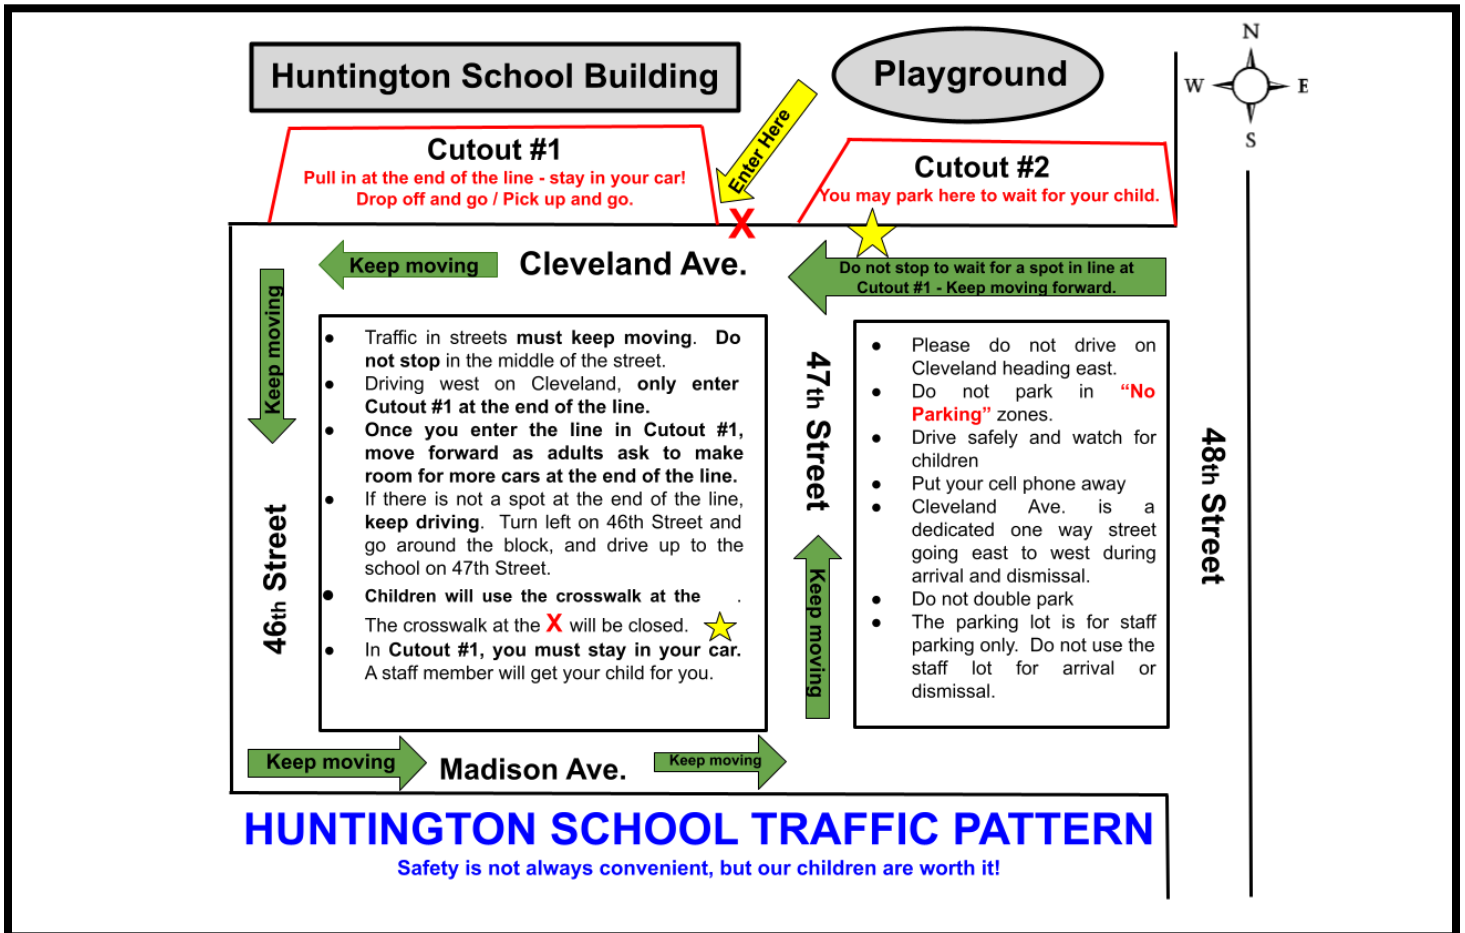 N
W E
S
Huntington School Building
Playground
Enter Here
Cutout #1
Pull in at the end of the line - stay in your car!
Drop off and go / Pick up and go.
Cutout #2
You may park here to wait for your child.
X
Keep moving
Cleveland Ave.
Do not stop to wait for a spot in line at
Cutout #1 - Keep moving forward.
Keep moving
46th Street
● Traffic in streets must keep moving. Do
not stop in the middle of the street.
● Driving west on Cleveland, only enter
Cutout #1 at the end of the line.
● Once you enter the line in Cutout #1,
move forward as adults ask to make
room for more cars at the end of the line.
● If there is not a spot at the end of the line,
keep driving. Turn left on 46th Street and
go around the block, and drive up to the
school on 47th Street.
● Children will use the crosswalk at the .
The crosswalk at the X will be closed.
● In Cutout #1, you must stay in your car.
A staff member will get your child for you.
47th Street
Keep moving
● Please do not drive on
Cleveland heading east.
● Do not park in “No
Parking” zones.
● Drive safely and watch for
children
● Put your cell phone away
● Cleveland Ave. is a
dedicated one way street
going east to west during
arrival and dismissal.
● Do not double park
● The parking lot is for staff
parking only. Do not use the
staff lot for arrival or
dismissal.
48th Street
Keep moving
Madison Ave.
Keep moving
HUNTINGTON SCHOOL TRAFFIC PATTERN
Safety is not always convenient, but our children are worth it!